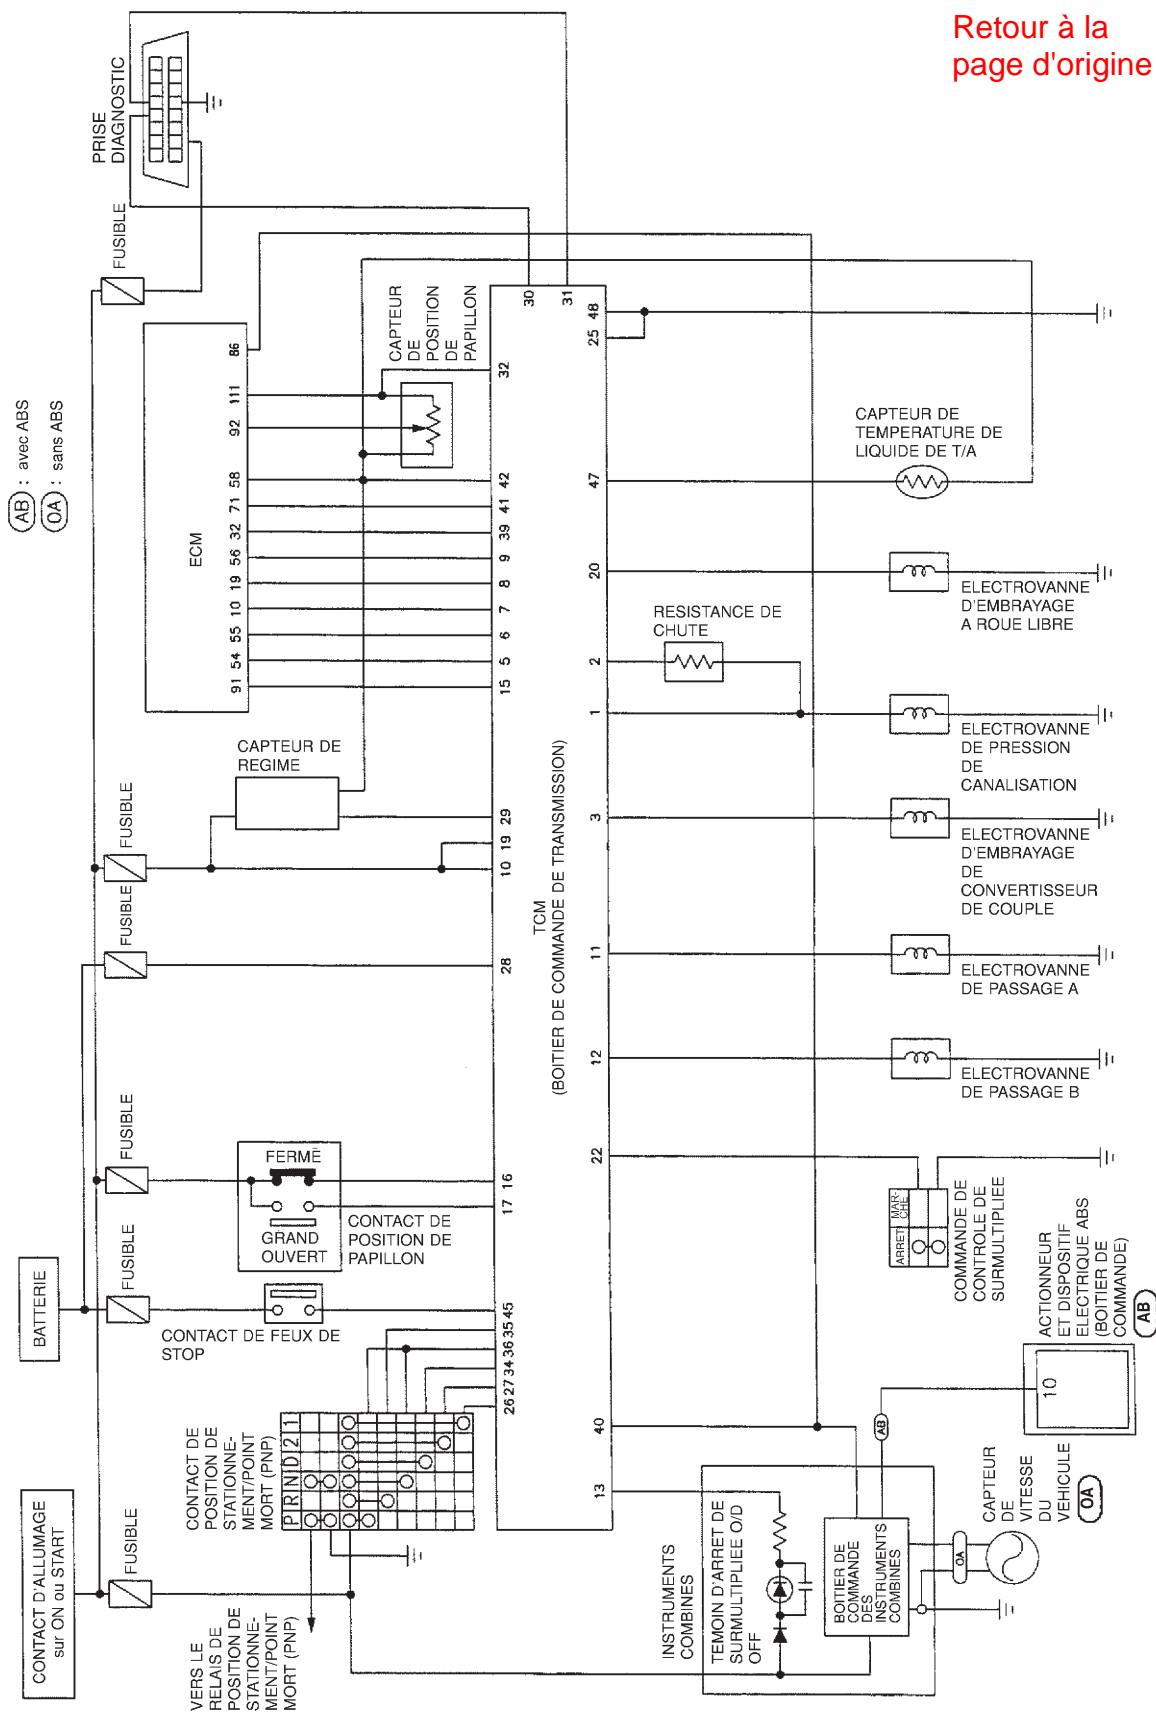 Retour à la
page d'origine
AB : avec ABS
OA : sans ABS
PRISE
DIAGNOSTIC
FUSIBLE
ECM
86
111
92
58
71
32
56
19
10
55
54
91
CAPTEUR
DE
POSITION
DE
PAPILLON
CAPTEUR DE
REGIME
FUSIBLE
FUSIBLE
FUSIBLE
FERMÉ
GRAND
OUVERT
CONTACT DE
POSITION DE
PAPILLON
BATTERIE
FUSIBLE
CONTACT DE FEUX DE
STOP
CONTACT D'ALLUMAGE
sur ON ou START
FUSIBLE
CONTACT DE
POSITION DE
STATIONNE-
MENT/POINT
MORT (PNP)
P R N D 2 1
VERS LE
RELAIS DE
POSITION DE
STATIONNE-
MENT/POINT
MORT (PNP)
TCM
(BOITIER DE COMMANDE DE TRANSMISSION)
30
31
32
42
41
39
9
8
7
6
5
15
29
19
10
28
16
17
45
35
36
34
27
26
48
25
47
20
2
1
3
11
12
22
40
13
CAPTEUR DE
TEMPERATURE DE
LIQUIDE DE T/A
ELECTROVANNE
D'EMBRAYAGE
A ROUE LIBRE
RESISTANCE DE
CHUTE
ELECTROVANNE
DE PRESSION
DE
CANALISATION
ELECTROVANNE
D'EMBRAYAGE
DE
CONVERTISSEUR
DE COUPLE
ELECTROVANNE
DE PASSAGE A
ELECTROVANNE
DE PASSAGE B
ARRET
MAR-
CHE
COMMANDE DE
CONTROLE DE
SURMULTIPLIEE
ACTIONNEUR
ET DISPOSITIF
ELECTRIQUE ABS
(BOITIER DE
COMMANDE)
AB
10
AB
INSTRUMENTS
COMBINES
TEMOIN D'ARRET DE
SURMULTIPLIEE O/D
OFF
BOITIER DE
COMMANDE
DES
INSTRUMENTS
COMBINES
OA
CAPTEUR
DE
VITESSE
DU
VEHICULE
OA